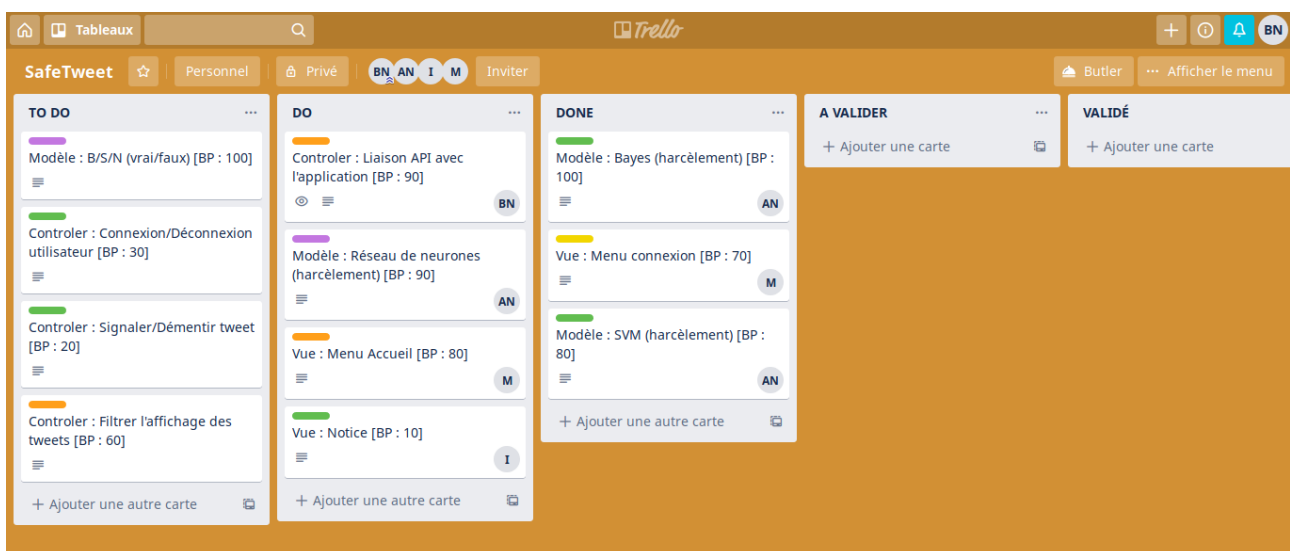 Tableaux
Trello
BN
SafeTweet
Personnel
Privé
BN AN I M
Inviter
Butler
... Afficher le menu
TO DO ...
Modèle : B/S/N (vrai/faux) [BP : 100]
Controler : Connexion/Déconnexion
utilisateur [BP : 30]
Controler : Signaler/Démentir tweet
[BP : 20]
Controler : Filtrer l'affichage des
tweets [BP : 60]
+ Ajouter une autre carte
DO ...
Controler : Liaison API avec
l'application [BP : 90]
BN
Modèle : Réseau de neurones
(harcèlement) [BP : 90]
AN
Vue : Menu Accueil [BP : 80]
M
Vue : Notice [BP : 10]
I
+ Ajouter une autre carte
DONE ...
Modèle : Bayes (harcèlement) [BP :
100]
AN
Vue : Menu connexion [BP : 70]
M
Modèle : SVM (harcèlement) [BP :
80]
AN
+ Ajouter une autre carte
A VALIDER ...
+ Ajouter une carte
VALIDÉ
+ Ajouter une carte